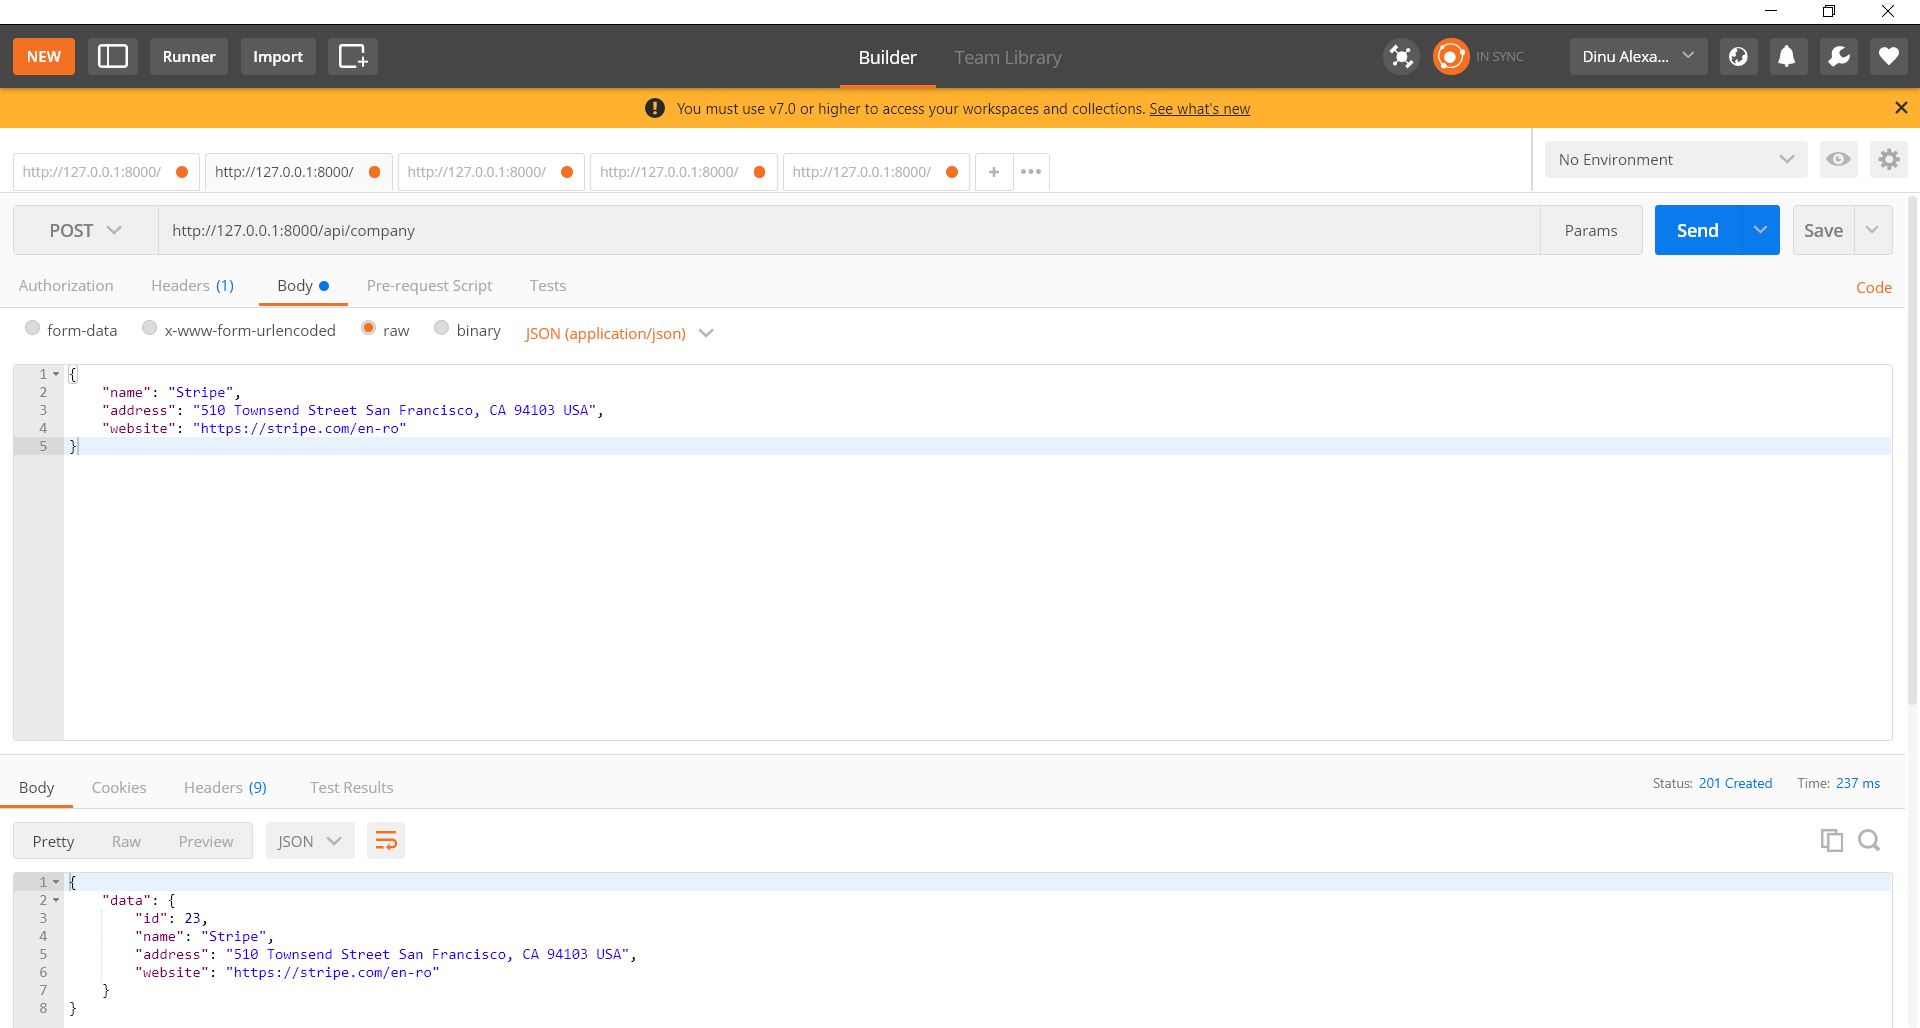 NEW Runner Import Builder Team Library IN SYNC Dinu Alexa...
You must use v7.0 or higher to access your workspaces and collections. See what's new
http://127.0.0.1:8000/ http://127.0.0.1:8000/ http://127.0.0.1:8000/ http://127.0.0.1:8000/ http://127.0.0.1:8000/ + ••• No Environment
POST http://127.0.0.1:8000/api/company Params Send Save
Authorization Headers (1) Body Pre-request Script Tests Code
form-data x-www-form-urlencoded raw binary JSON (application/json)
1 {
2 "name": "Stripe",
3 "address": "510 Townsend Street San Francisco, CA 94103 USA",
4 "website": "https://stripe.com/en-ro"
5 }
Body Cookies Headers (9) Test Results Status: 201 Created Time: 237 ms
Pretty Raw Preview JSON
1 {
2 "data": {
3 "id": 23,
4 "name": "Stripe",
5 "address": "510 Townsend Street San Francisco, CA 94103 USA",
6 "website": "https://stripe.com/en-ro"
7 }
8 }